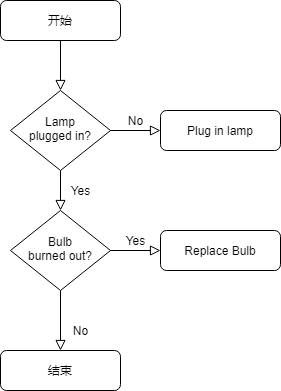 开始
Lamp
plugged in?
No
Plug in lamp
Yes
Bulb
burned out?
Yes
Replace Bulb
No
结束